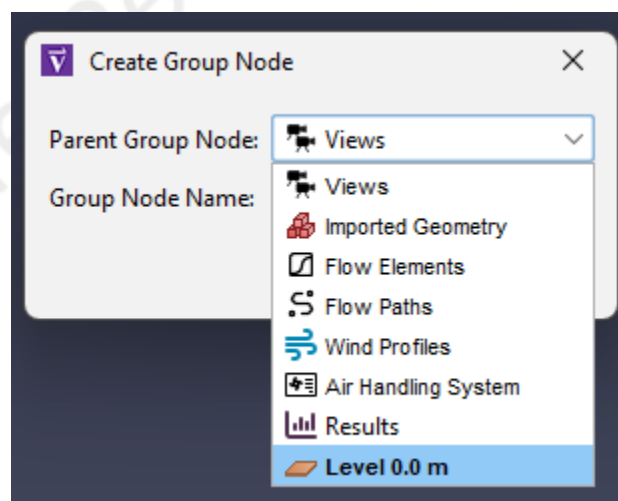 Create Group Node
Parent Group Node: Views
Group Node Name:
Views
Imported Geometry
Flow Elements
Flow Paths
Wind Profiles
Air Handling System
Results
Level 0.0 m